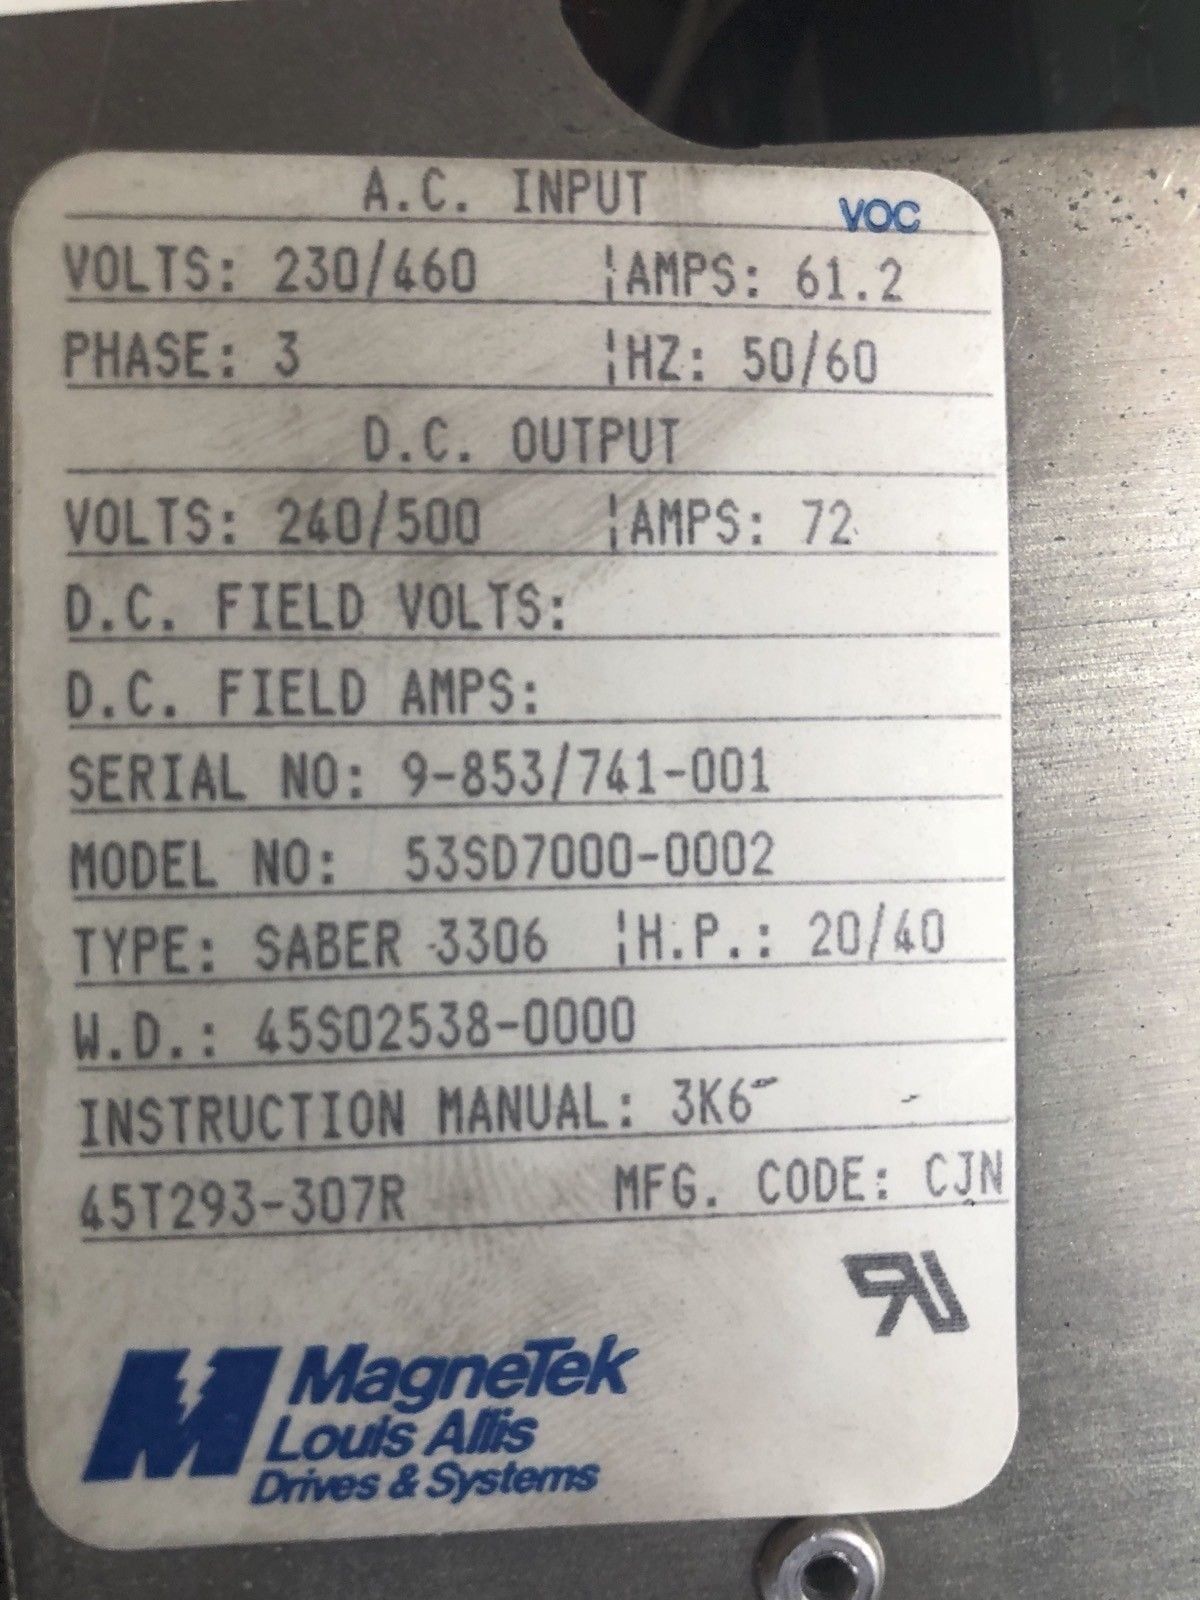 A.C. INPUT
VOC
VOLTS: 230/460 ¦AMPS: 61.2
PHASE: 3 ¦HZ: 50/60
D.C. OUTPUT
VOLTS: 240/500 ¦AMPS: 72
D.C. FIELD VOLTS:
D.C. FIELD AMPS:
SERIAL NO: 9-853/741-001
MODEL NO: 53SD7000-0002
TYPE: SABER 3306 ¦H.P.: 20/40
W.D.: 45S02538-0000
INSTRUCTION MANUAL: 3K6
45T293-307R MFG. CODE: CJN
MagneTek
Louis Allis
Drives & Systems